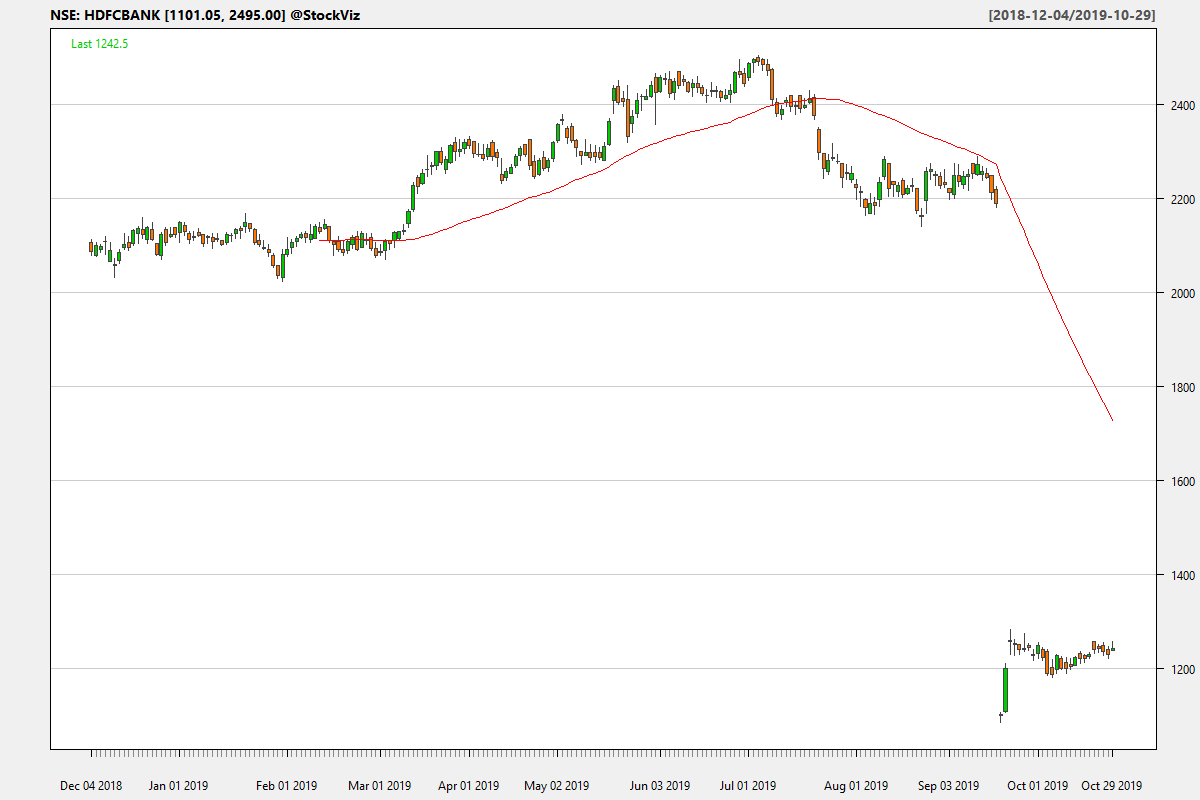 NSE: HDFCBANK [1101.05, 2495.00] @StockViz [2018-12-04/2019-10-29]
Last 1242.5
2400
2200
2000
1800
1600
1400
1200
Dec 04 2018 Jan 01 2019 Feb 01 2019 Mar 01 2019 Apr 01 2019 May 02 2019 Jun 03 2019 Jul 01 2019 Aug 01 2019 Sep 03 2019 Oct 01 2019 Oct 29 2019